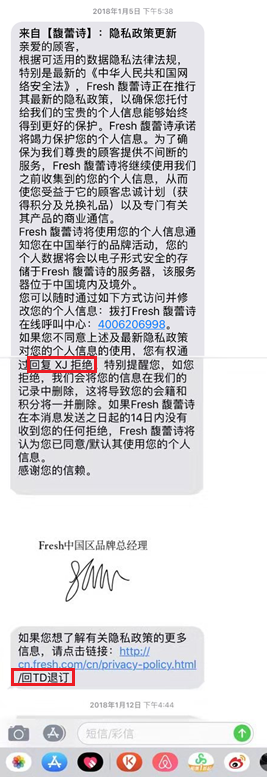 2018年1月5日 下午5:38
来自【馥蕾诗】：隐私政策更新
亲爱的顾客，
根据可适用的数据隐私法律法规，
特别是最新的《中华人民共和国网
络安全法》，Fresh 馥蕾诗正在推行
其最新的隐私政策，以确保您托付
给我们的宝贵的个人信息能够始终
得到更好的保护。Fresh 馥蕾诗承诺
将竭力保护您的个人信息。为了确
保为我们尊贵的顾客提供不间断的
服务，Fresh 馥蕾诗将继续使用我们
之前收集到的您的个人信息，从而
使您受益于它的顾客忠诚计划（获
得积分及兑换礼品）以及专门有关
其产品的商业通信。
Fresh 馥蕾诗将使用您的个人信息通
知您在中国举行的品牌活动，您的
个人数据将会以电子形式安全的存
储于Fresh 馥蕾诗的服务器，该服务
器位于中国境内及境外。
您可以随时通过如下方式访问并修
改您的个人信息：拨打Fresh 馥蕾诗
在线呼叫中心：4006206998。
如果您不同意上述及最新隐私政策
对您的个人信息的使用，您有权通
过回复 XJ 拒绝。特别提醒您，如您
拒绝，我们会将您的信息在我们的
记录中删除，这将导致您的会籍和
积分将一并删除。如果Fresh 馥蕾诗
在本消息发送之日起的14日内没有
收到您的任何拒绝，Fresh 馥蕾诗将
认为您已同意/默认其使用您的个人
信息。
感谢您的信赖。
Fresh中国区品牌总经理
如果您想了解有关隐私政策的更多
信息，请点击链接：http://
cn.fresh.com/cn/privacy-policy.html
/回TD退订
2018年1月12日 下午4:44
短信/彩信